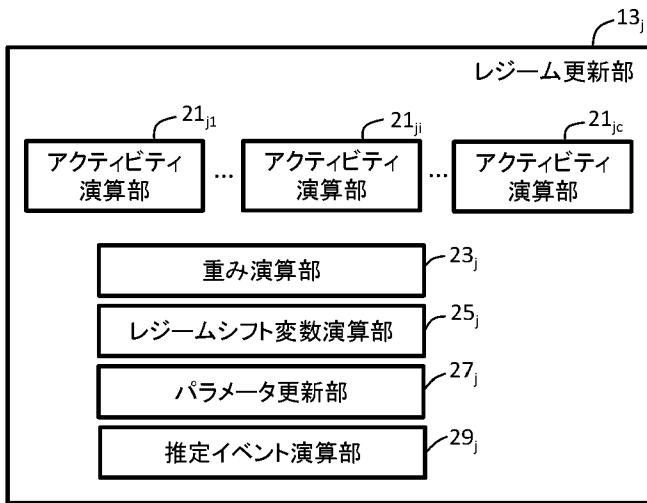 13j
レジーム更新部
21j1
21ji
21jc
アクティビティ
演算部
…
アクティビティ
演算部
…
アクティビティ
演算部
重み演算部
23j
レジームシフト変数演算部
25j
パラメータ更新部
27j
推定イベント演算部
29j